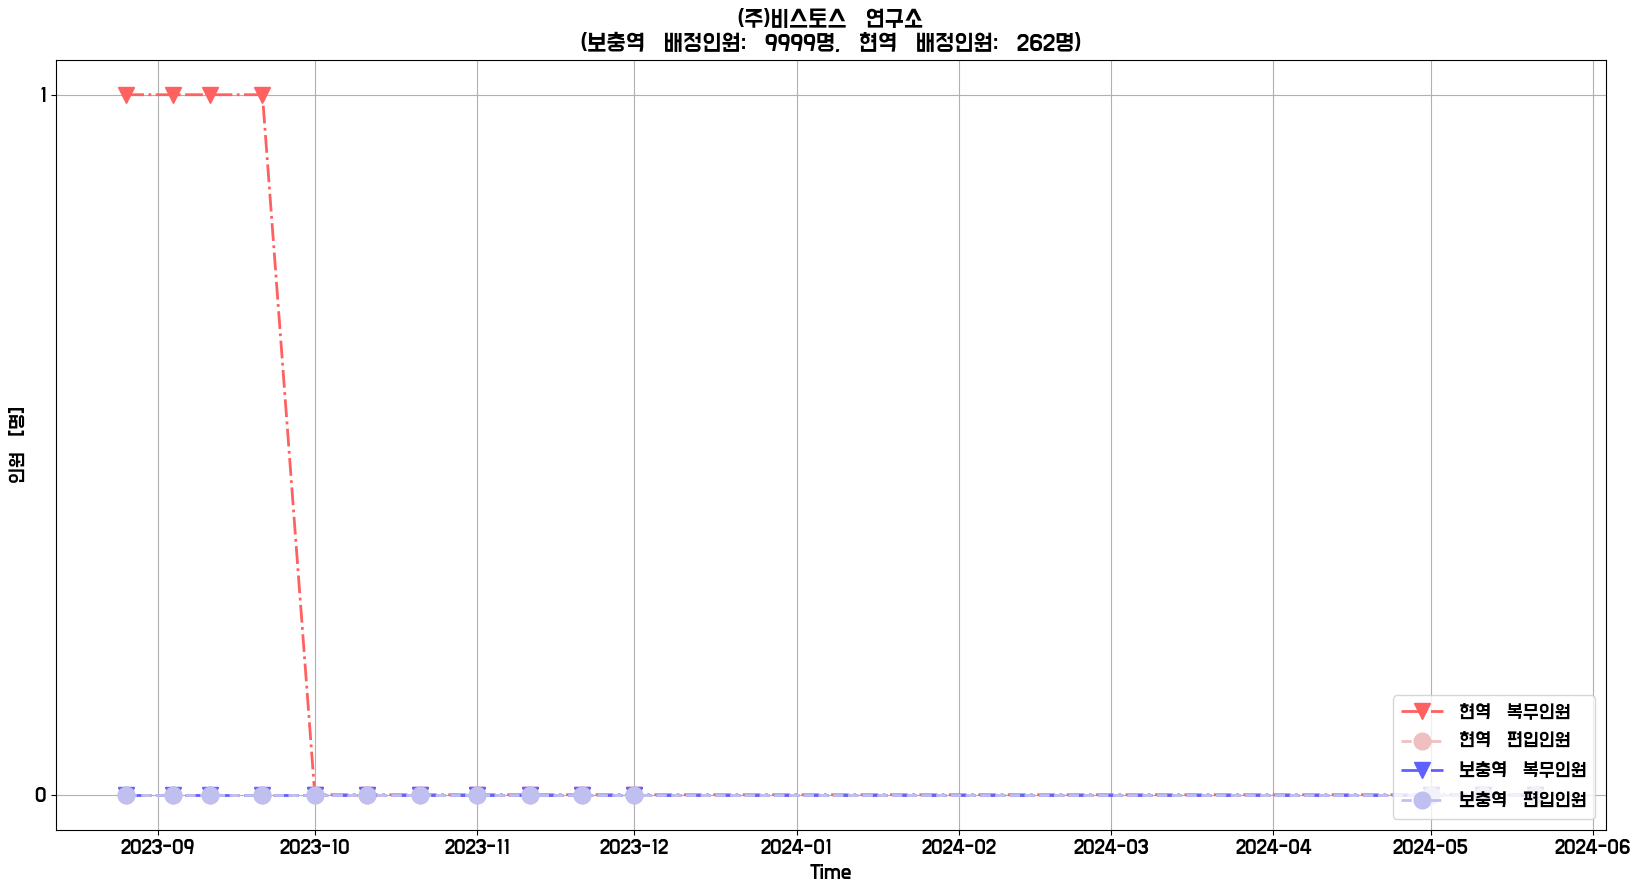 (주)비스토스 연구소
(보충역 배정인원: 9999명, 현역 배정인원: 262명)
인원 [명]
1
0
현역 복무인원
현역 편입인원
보충역 복무인원
보충역 편입인원
2023-09 2023-10 2023-11 2023-12 2024-01 2024-02 2024-03 2024-04 2024-05 2024-06
Time